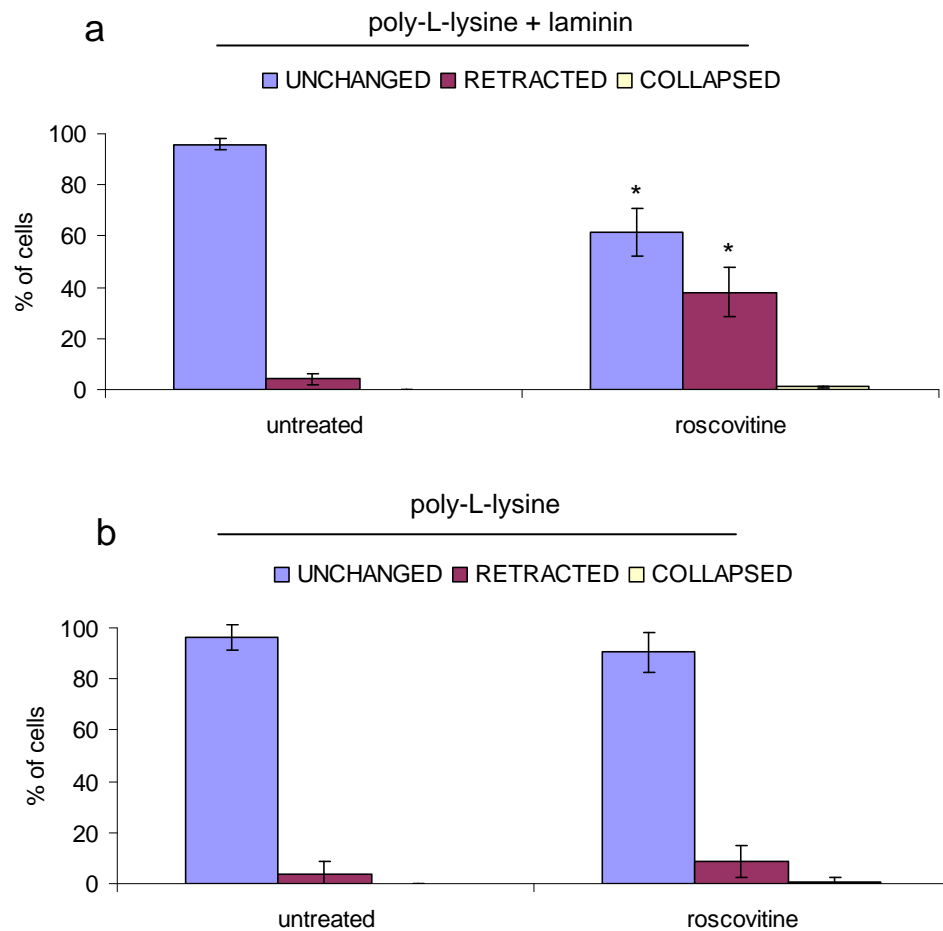 a
poly-L-lysine + laminin
UNCHANGED RETRACTED COLLAPSED
100
80
60
40
20
0
% of cells
* *
untreated roscovitine
b
poly-L-lysine
UNCHANGED RETRACTED COLLAPSED
100
80
60
40
20
0
% of cells
untreated roscovitine